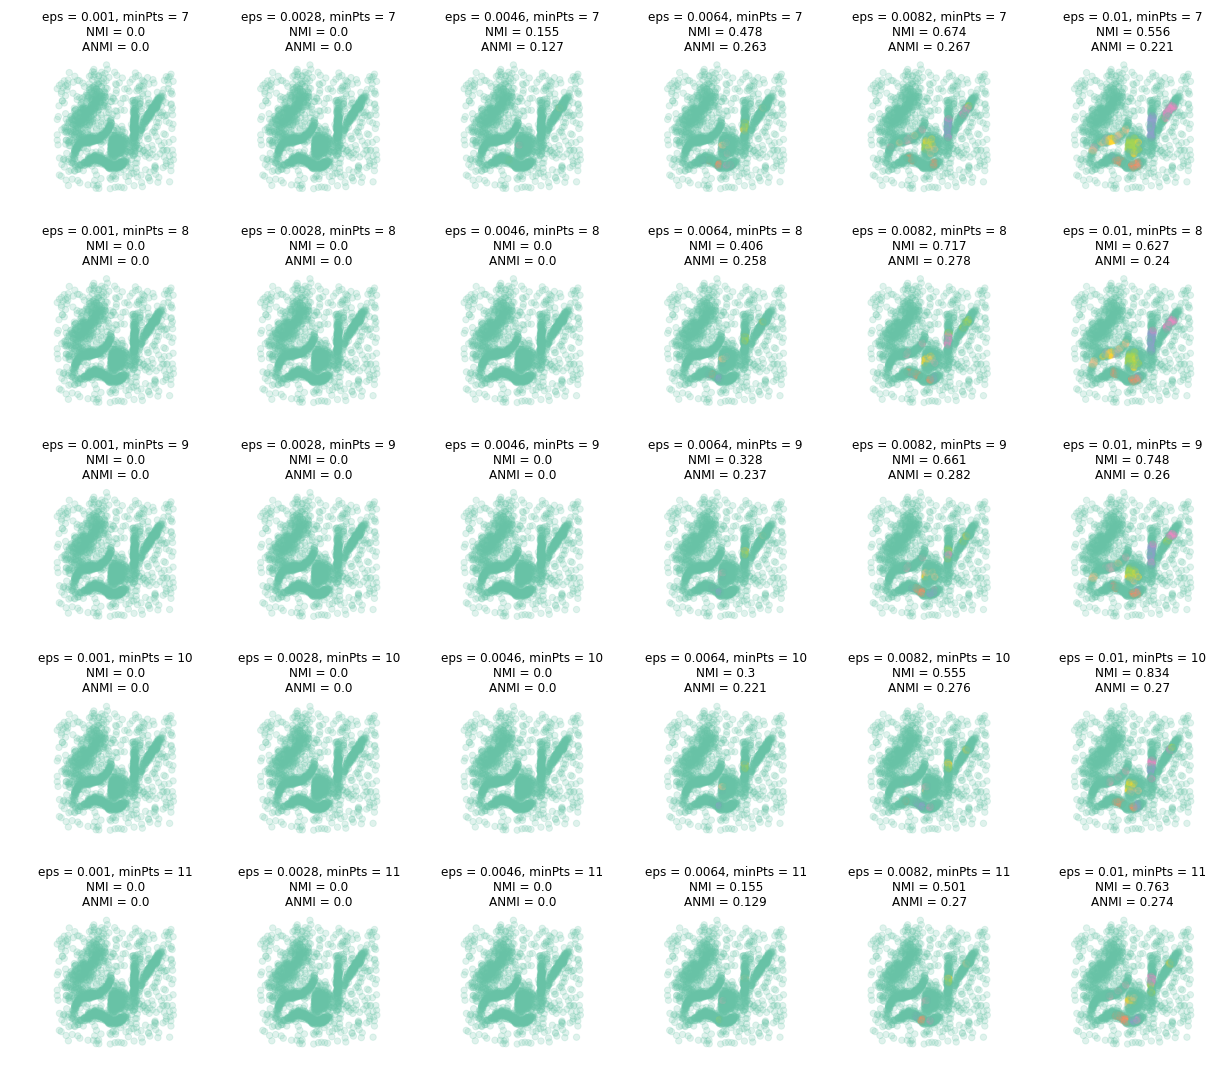 eps = 0.001, minPts = 7
NMI = 0.0
ANMI = 0.0
eps = 0.0028, minPts = 7
NMI = 0.0
ANMI = 0.0
eps = 0.0046, minPts = 7
NMI = 0.155
ANMI = 0.127
eps = 0.0064, minPts = 7
NMI = 0.478
ANMI = 0.263
eps = 0.0082, minPts = 7
NMI = 0.674
ANMI = 0.267
eps = 0.01, minPts = 7
NMI = 0.556
ANMI = 0.221
eps = 0.001, minPts = 8
NMI = 0.0
ANMI = 0.0
eps = 0.0028, minPts = 8
NMI = 0.0
ANMI = 0.0
eps = 0.0046, minPts = 8
NMI = 0.0
ANMI = 0.0
eps = 0.0064, minPts = 8
NMI = 0.406
ANMI = 0.258
eps = 0.0082, minPts = 8
NMI = 0.717
ANMI = 0.278
eps = 0.01, minPts = 8
NMI = 0.627
ANMI = 0.24
eps = 0.001, minPts = 9
NMI = 0.0
ANMI = 0.0
eps = 0.0028, minPts = 9
NMI = 0.0
ANMI = 0.0
eps = 0.0046, minPts = 9
NMI = 0.0
ANMI = 0.0
eps = 0.0064, minPts = 9
NMI = 0.328
ANMI = 0.237
eps = 0.0082, minPts = 9
NMI = 0.661
ANMI = 0.282
eps = 0.01, minPts = 9
NMI = 0.748
ANMI = 0.26
eps = 0.001, minPts = 10
NMI = 0.0
ANMI = 0.0
eps = 0.0028, minPts = 10
NMI = 0.0
ANMI = 0.0
eps = 0.0046, minPts = 10
NMI = 0.0
ANMI = 0.0
eps = 0.0064, minPts = 10
NMI = 0.3
ANMI = 0.221
eps = 0.0082, minPts = 10
NMI = 0.555
ANMI = 0.276
eps = 0.01, minPts = 10
NMI = 0.834
ANMI = 0.27
eps = 0.001, minPts = 11
NMI = 0.0
ANMI = 0.0
eps = 0.0028, minPts = 11
NMI = 0.0
ANMI = 0.0
eps = 0.0046, minPts = 11
NMI = 0.0
ANMI = 0.0
eps = 0.0064, minPts = 11
NMI = 0.155
ANMI = 0.129
eps = 0.0082, minPts = 11
NMI = 0.501
ANMI = 0.27
eps = 0.01, minPts = 11
NMI = 0.763
ANMI = 0.274